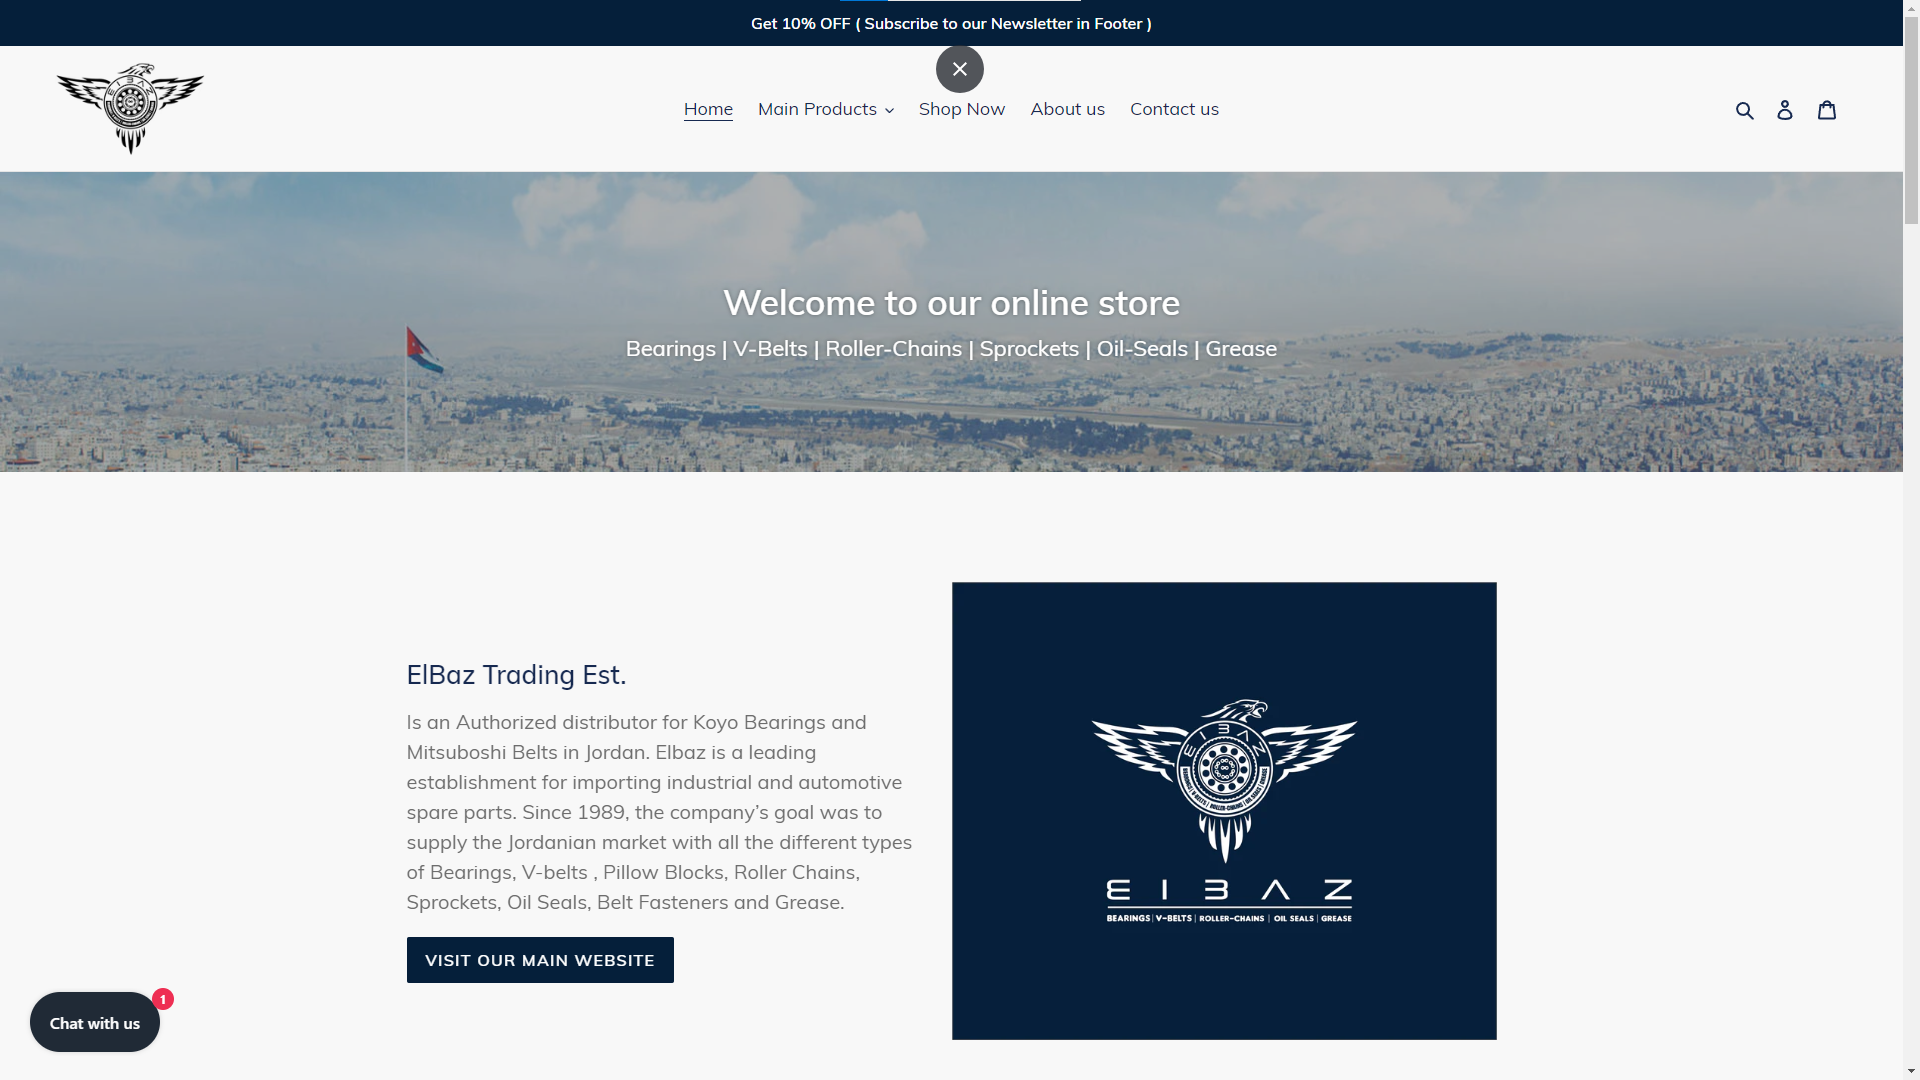 Get 10% OFF ( Subscribe to our Newsletter in Footer )
ElBAZ
Home
Main Products
Shop Now
About us
Contact us
Welcome to our online store
Bearings | V-Belts | Roller-Chains | Sprockets | Oil-Seals | Grease
ElBaz Trading Est.
Is an Authorized distributor for Koyo Bearings and
Mitsuboshi Belts in Jordan. Elbaz is a leading
establishment for importing industrial and automotive
spare parts. Since 1989, the company’s goal was to
supply the Jordanian market with all the different types
of Bearings, V-belts , Pillow Blocks, Roller Chains,
Sprockets, Oil Seals, Belt Fasteners and Grease.
VISIT OUR MAIN WEBSITE
ElBAZ
ElBAZ
BEARINGS | V-BELTS | ROLLER-CHAINS | OIL SEALS | GREASE
Chat with us
1